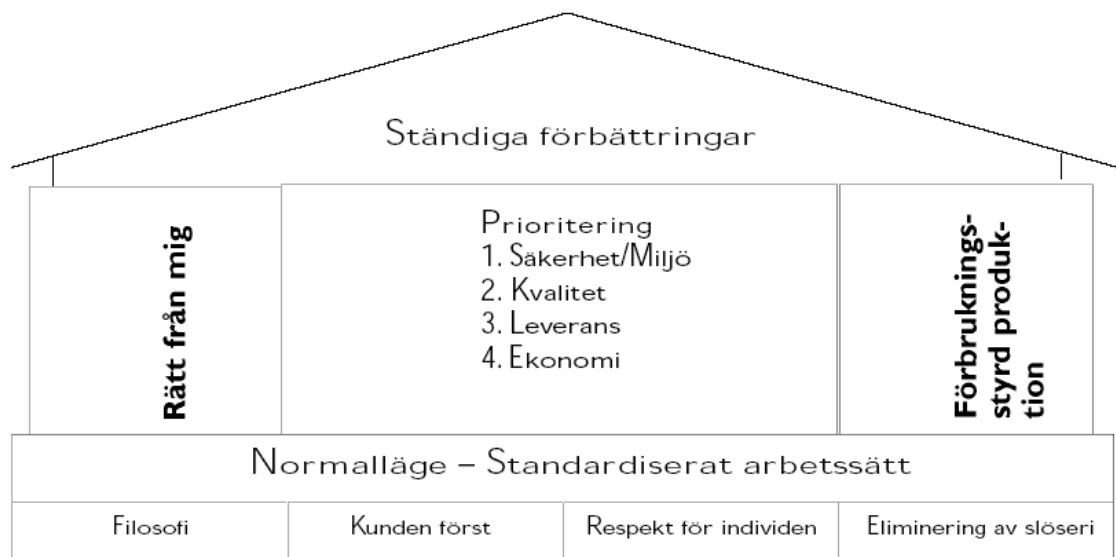 Ständiga förbättringar
Rätt från mig
Prioritering
1. Säkerhet/Miljö
2. Kvalitet
3. Leverans
4. Ekonomi
Förbruknings-
styrd produk-
tion
Normalläge – Standardiserat arbetssätt
Filosofi
Kunden först
Respekt för individen
Eliminering av slöseri